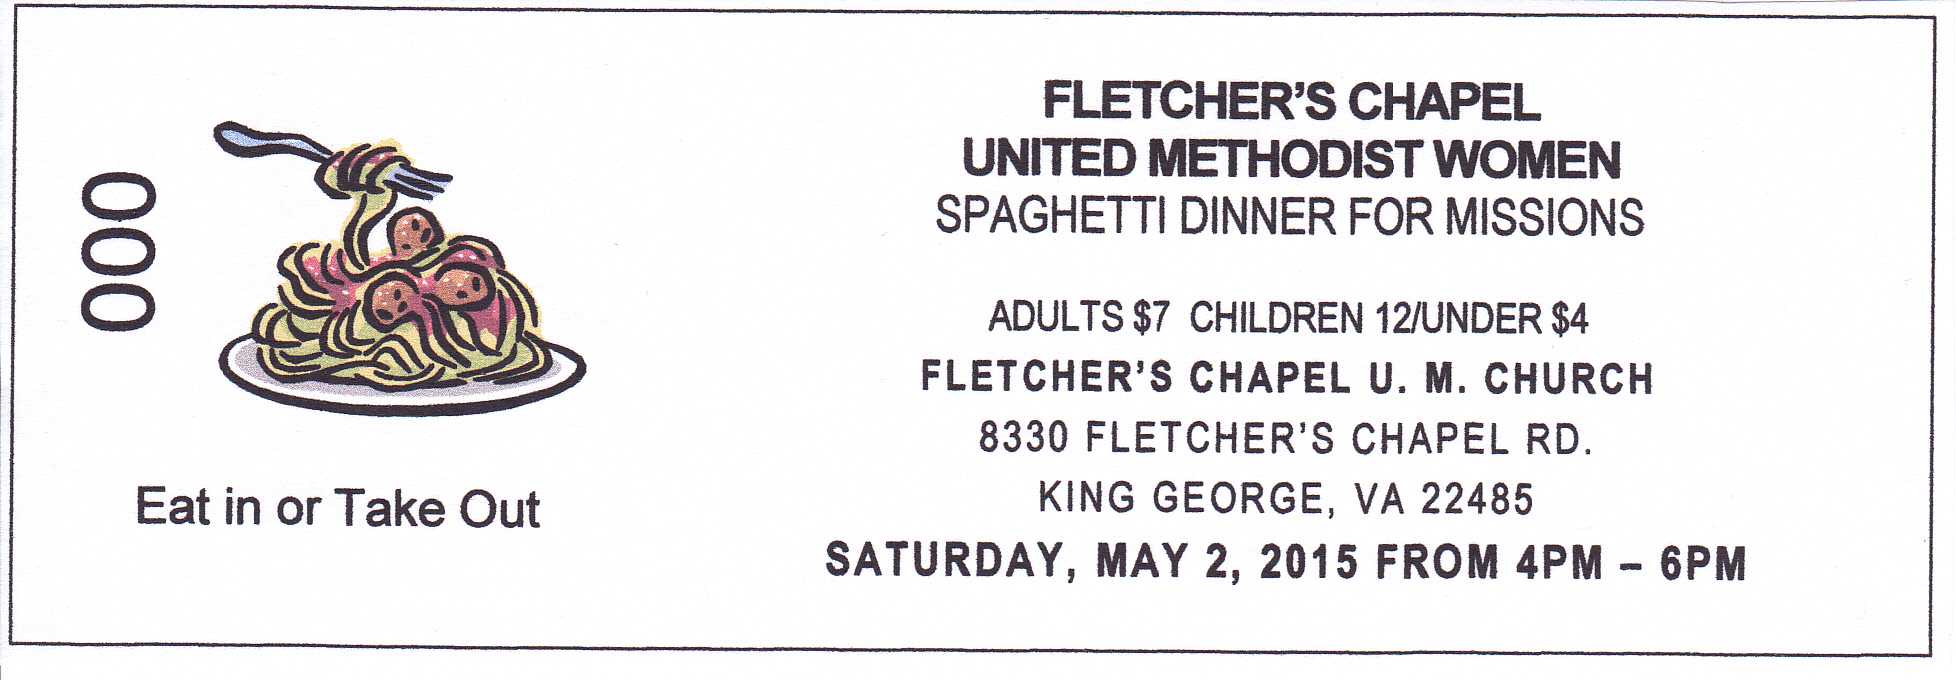 000
Eat in or Take Out
FLETCHER'S CHAPEL
UNITED METHODIST WOMEN
SPAGHETTI DINNER FOR MISSIONS
ADULTS $7 CHILDREN 12/UNDER $4
FLETCHER'S CHAPEL U. M. CHURCH
8330 FLETCHER'S CHAPEL RD.
KING GEORGE, VA 22485
SATURDAY, MAY 2, 2015 FROM 4PM – 6PM